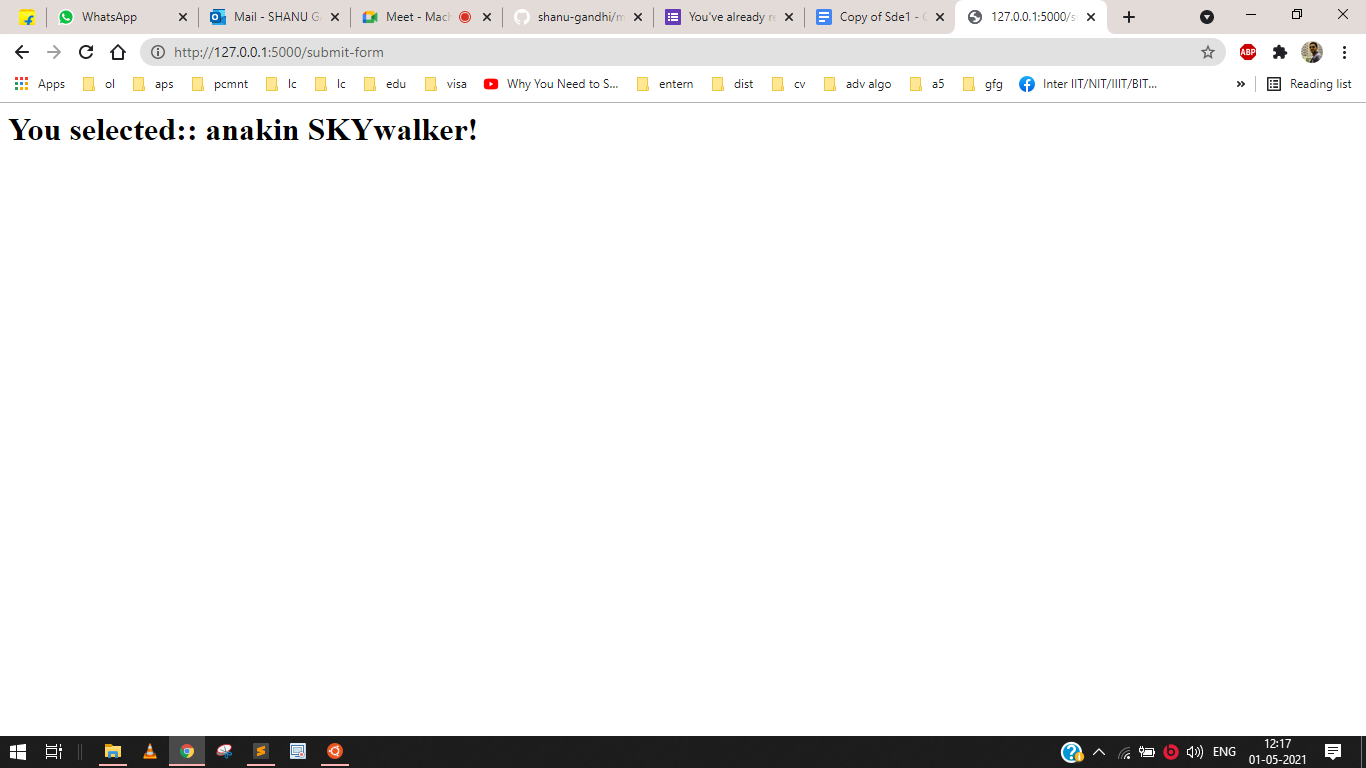 WhatsApp
Mail - SHANU G
Meet - Mach
shanu-gandhi/m
You've already re
Copy of Sde1 -
127.0.0.1:5000/s
http://127.0.0.1:5000/submit-form
ABP
Apps ol aps pcmnt lc lc edu visa Why You Need to S... entern dist cv adv algo a5 gfg Inter IIT/NIT/IIIT/BIT... » Reading list
You selected:: anakin SKYwalker!
ENG
12:17
01-05-2021